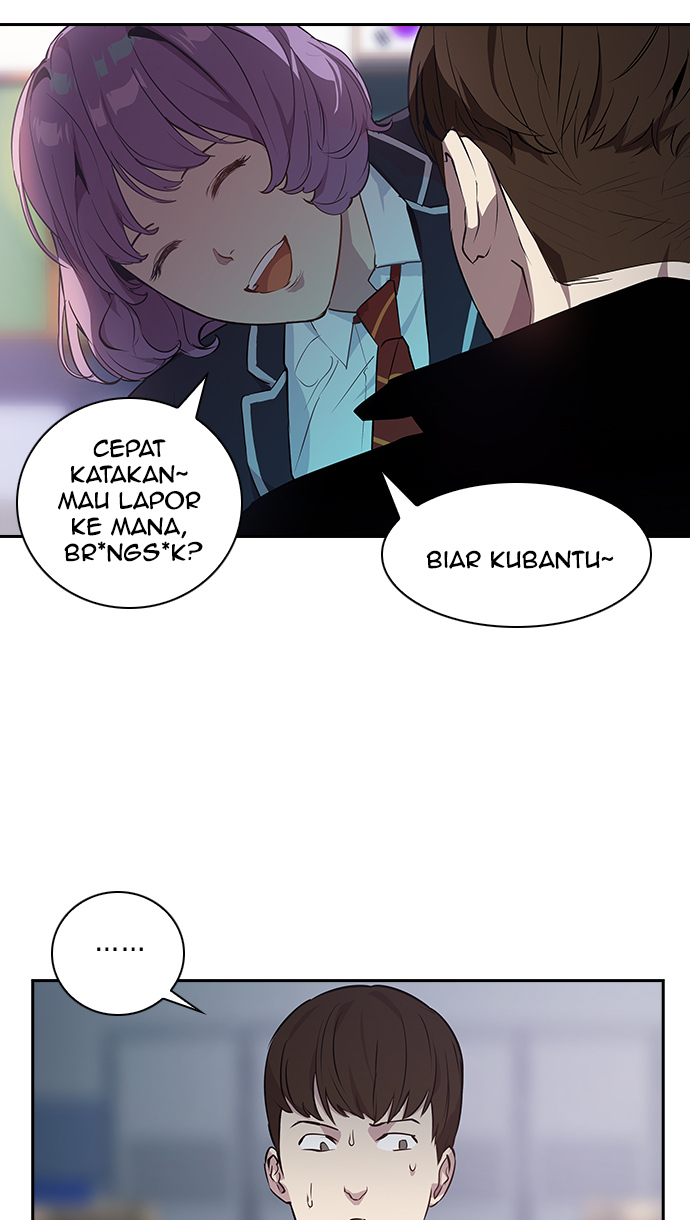 CEPAT
KATAKAN~
MAU LAPOR
KE MANA,
BR*NGS*K?
BIAR KUBANTU~
......